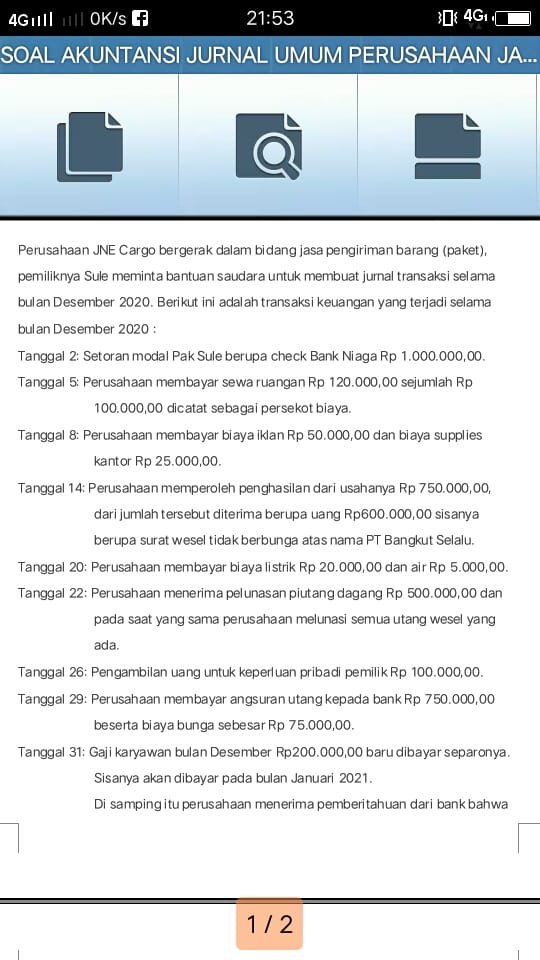 4G 0K/s 21:53 4G
SOAL AKUNTANSI JURNAL UMUM PERUSAHAAN JA...
Perusahaan JNE Cargo bergerak dalam bidang jasa pengiriman barang (paket),
pemiliknya Sule meminta bantuan saudara untuk membuat jurnal transaksi selama
bulan Desember 2020. Berikut ini adalah transaksi keuangan yang terjadi selama
bulan Desember 2020 :
Tanggal 2: Setoran modal Pak Sule berupa check Bank Niaga Rp 1.000.000,00.
Tanggal 5: Perusahaan membayar sewa ruangan Rp 120.000,00 sejumlah Rp
100.000,00 dicatat sebagai persekot biaya.
Tanggal 8: Perusahaan membayar biaya iklan Rp 50.000,00 dan biaya supplies
kantor Rp 25.000,00.
Tanggal 14: Perusahaan memperoleh penghasilan dari usahanya Rp 750.000,00,
dari jumlah tersebut diterima berupa uang Rp600.000,00 sisanya
berupa surat wesel tidak berbunga atas nama PT Bangkut Selalu.
Tanggal 20: Perusahaan membayar biaya listrik Rp 20.000,00 dan air Rp 5.000,00.
Tanggal 22: Perusahaan menerima pelunasan piutang dagang Rp 500.000,00 dan
pada saat yang sama perusahaan melunasi semua utang wesel yang
ada.
Tanggal 26: Pengambilan uang untuk keperluan pribadi pemilik Rp 100.000,00.
Tanggal 29: Perusahaan membayar angsuran utang kepada bank Rp 750.000,00
beserta biaya bunga sebesar Rp 75.000,00.
Tanggal 31: Gaji karyawan bulan Desember Rp200.000,00 baru dibayar separonya.
Sisanya akan dibayar pada bulan Januari 2021.
Di samping itu perusahaan menerima pemberitahuan dari bank bahwa
1 / 2